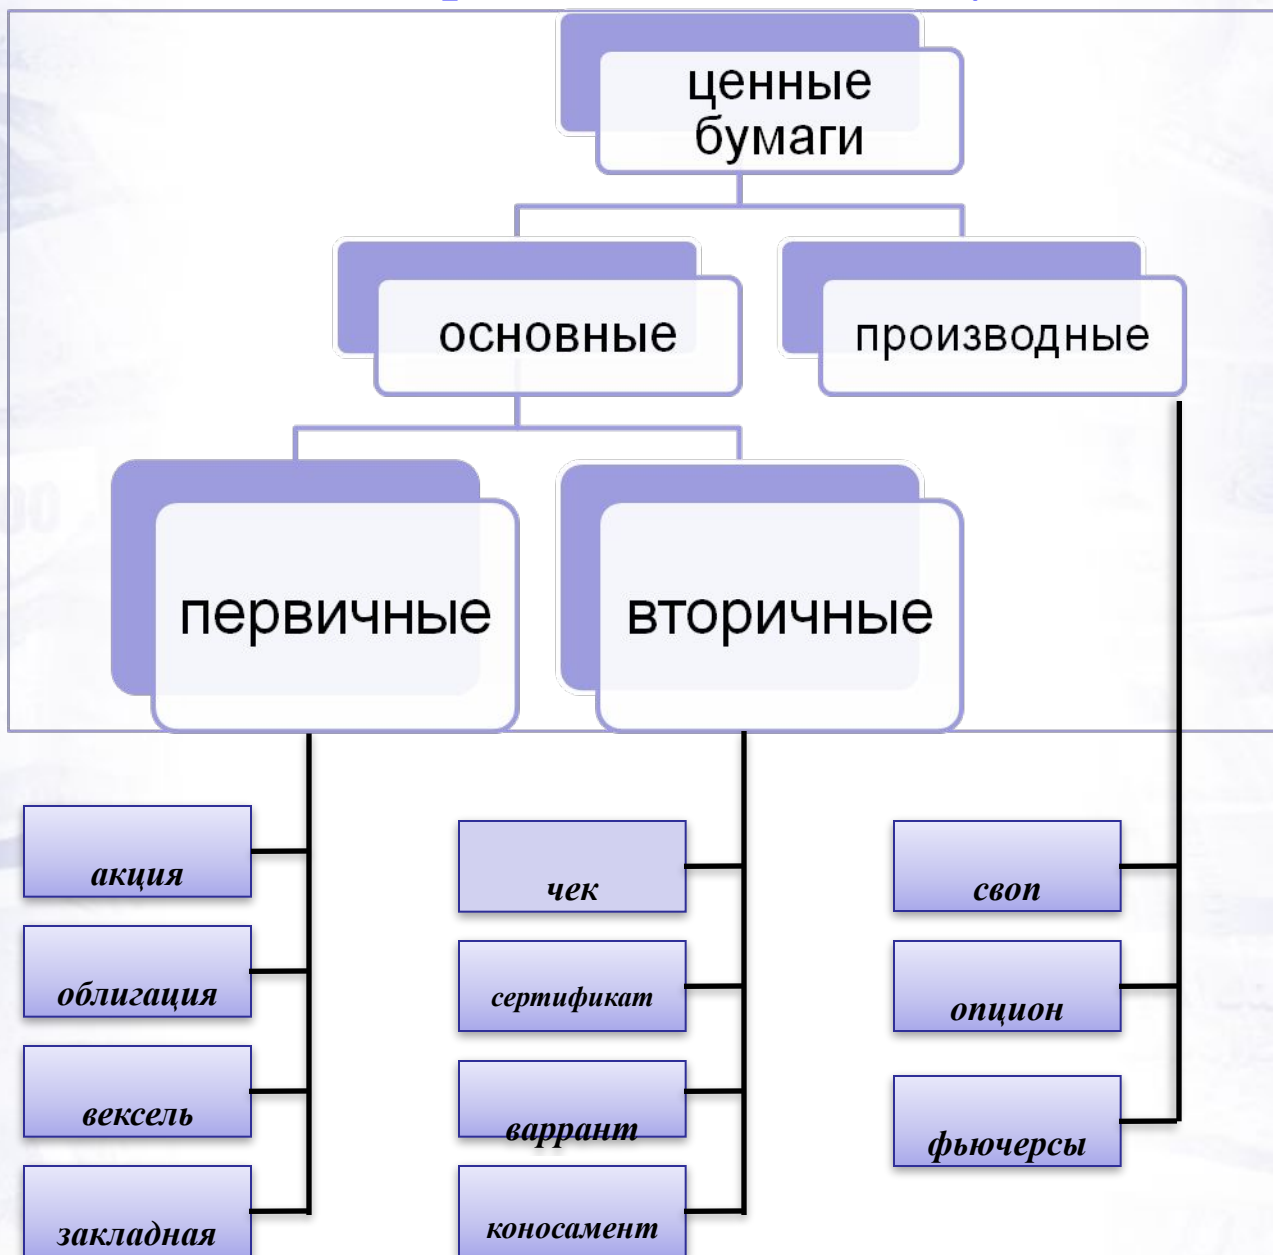 ценные
бумаги
основные
производные
первичные
вторичные
акция
облигация
вексель
закладная
чек
сертификат
варрант
коносамент
своп
опцион
фьючерсы